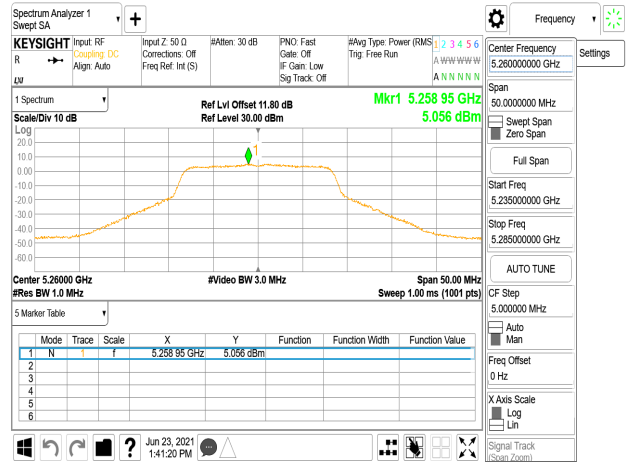 Spectrum Analyzer 1
Swept SA
Frequency
Settings
KEYSIGHT
R
Input: RF
Coupling: DC
Align: Auto
Input Z: 50 Ω
Corrections: Off
Freq Ref: Int (S)
#Atten: 30 dB
PNO: Fast
Gate: Off
IF Gain: Low
Sig Track: Off
#Avg Type: Power (RMS
Trig: Free Run
1 2 3 4 5 6
A W W W W W
A N N N N N
1 Spectrum
Scale/Div 10 dB
Ref Lvl Offset 11.80 dB
Ref Level 30.00 dBm
Mkr1 5.258 95 GHz
5.056 dBm
Log
20.0
10.0
0.00
-10.0
-20.0
-30.0
-40.0
-50.0
-60.0
1
Center 5.26000 GHz
#Res BW 1.0 MHz
#Video BW 3.0 MHz
Span 50.00 MHz
Sweep 1.00 ms (1001 pts)
5 Marker Table
Mode Trace Scale X Y Function Function Width Function Value
1 N 1 f 5.258 95 GHz 5.056 dBm
2
3
4
5
6
Jun 23, 2021
1:41:20 PM
Center Frequency
5.260000000 GHz
Span
50.0000000 MHz
Swept Span
Zero Span
Full Span
Start Freq
5.235000000 GHz
Stop Freq
5.285000000 GHz
AUTO TUNE
CF Step
5.000000 MHz
Auto
Man
Freq Offset
0 Hz
X Axis Scale
Log
Lin
Signal Track
(Span Zoom)